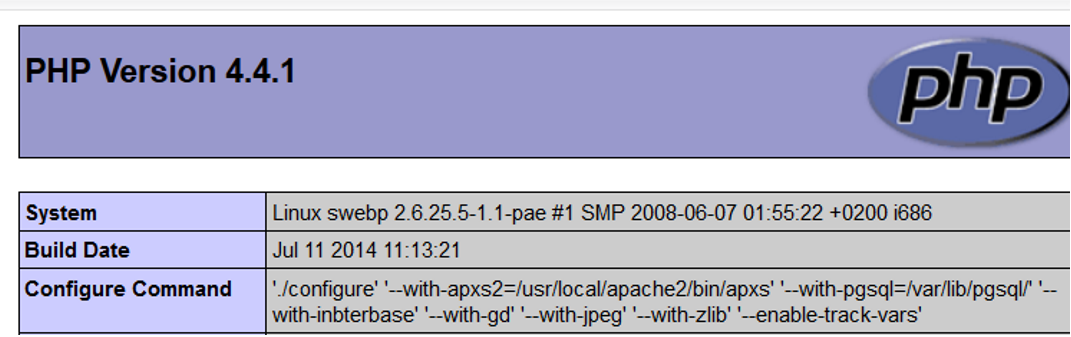 PHP Version 4.4.1
php
System Linux swebp 2.6.25.5-1.1-pae #1 SMP 2008-06-07 01:55:22 +0200 i686
Build Date Jul 11 2014 11:13:21
Configure Command './configure' '--with-apxs2=/usr/local/apache2/bin/apxs' '--with-pgsql=/var/lib/pgsql/' '--
with-inbterbase' '--with-gd' '--with-jpeg' '--with-zlib' '--enable-track-vars'